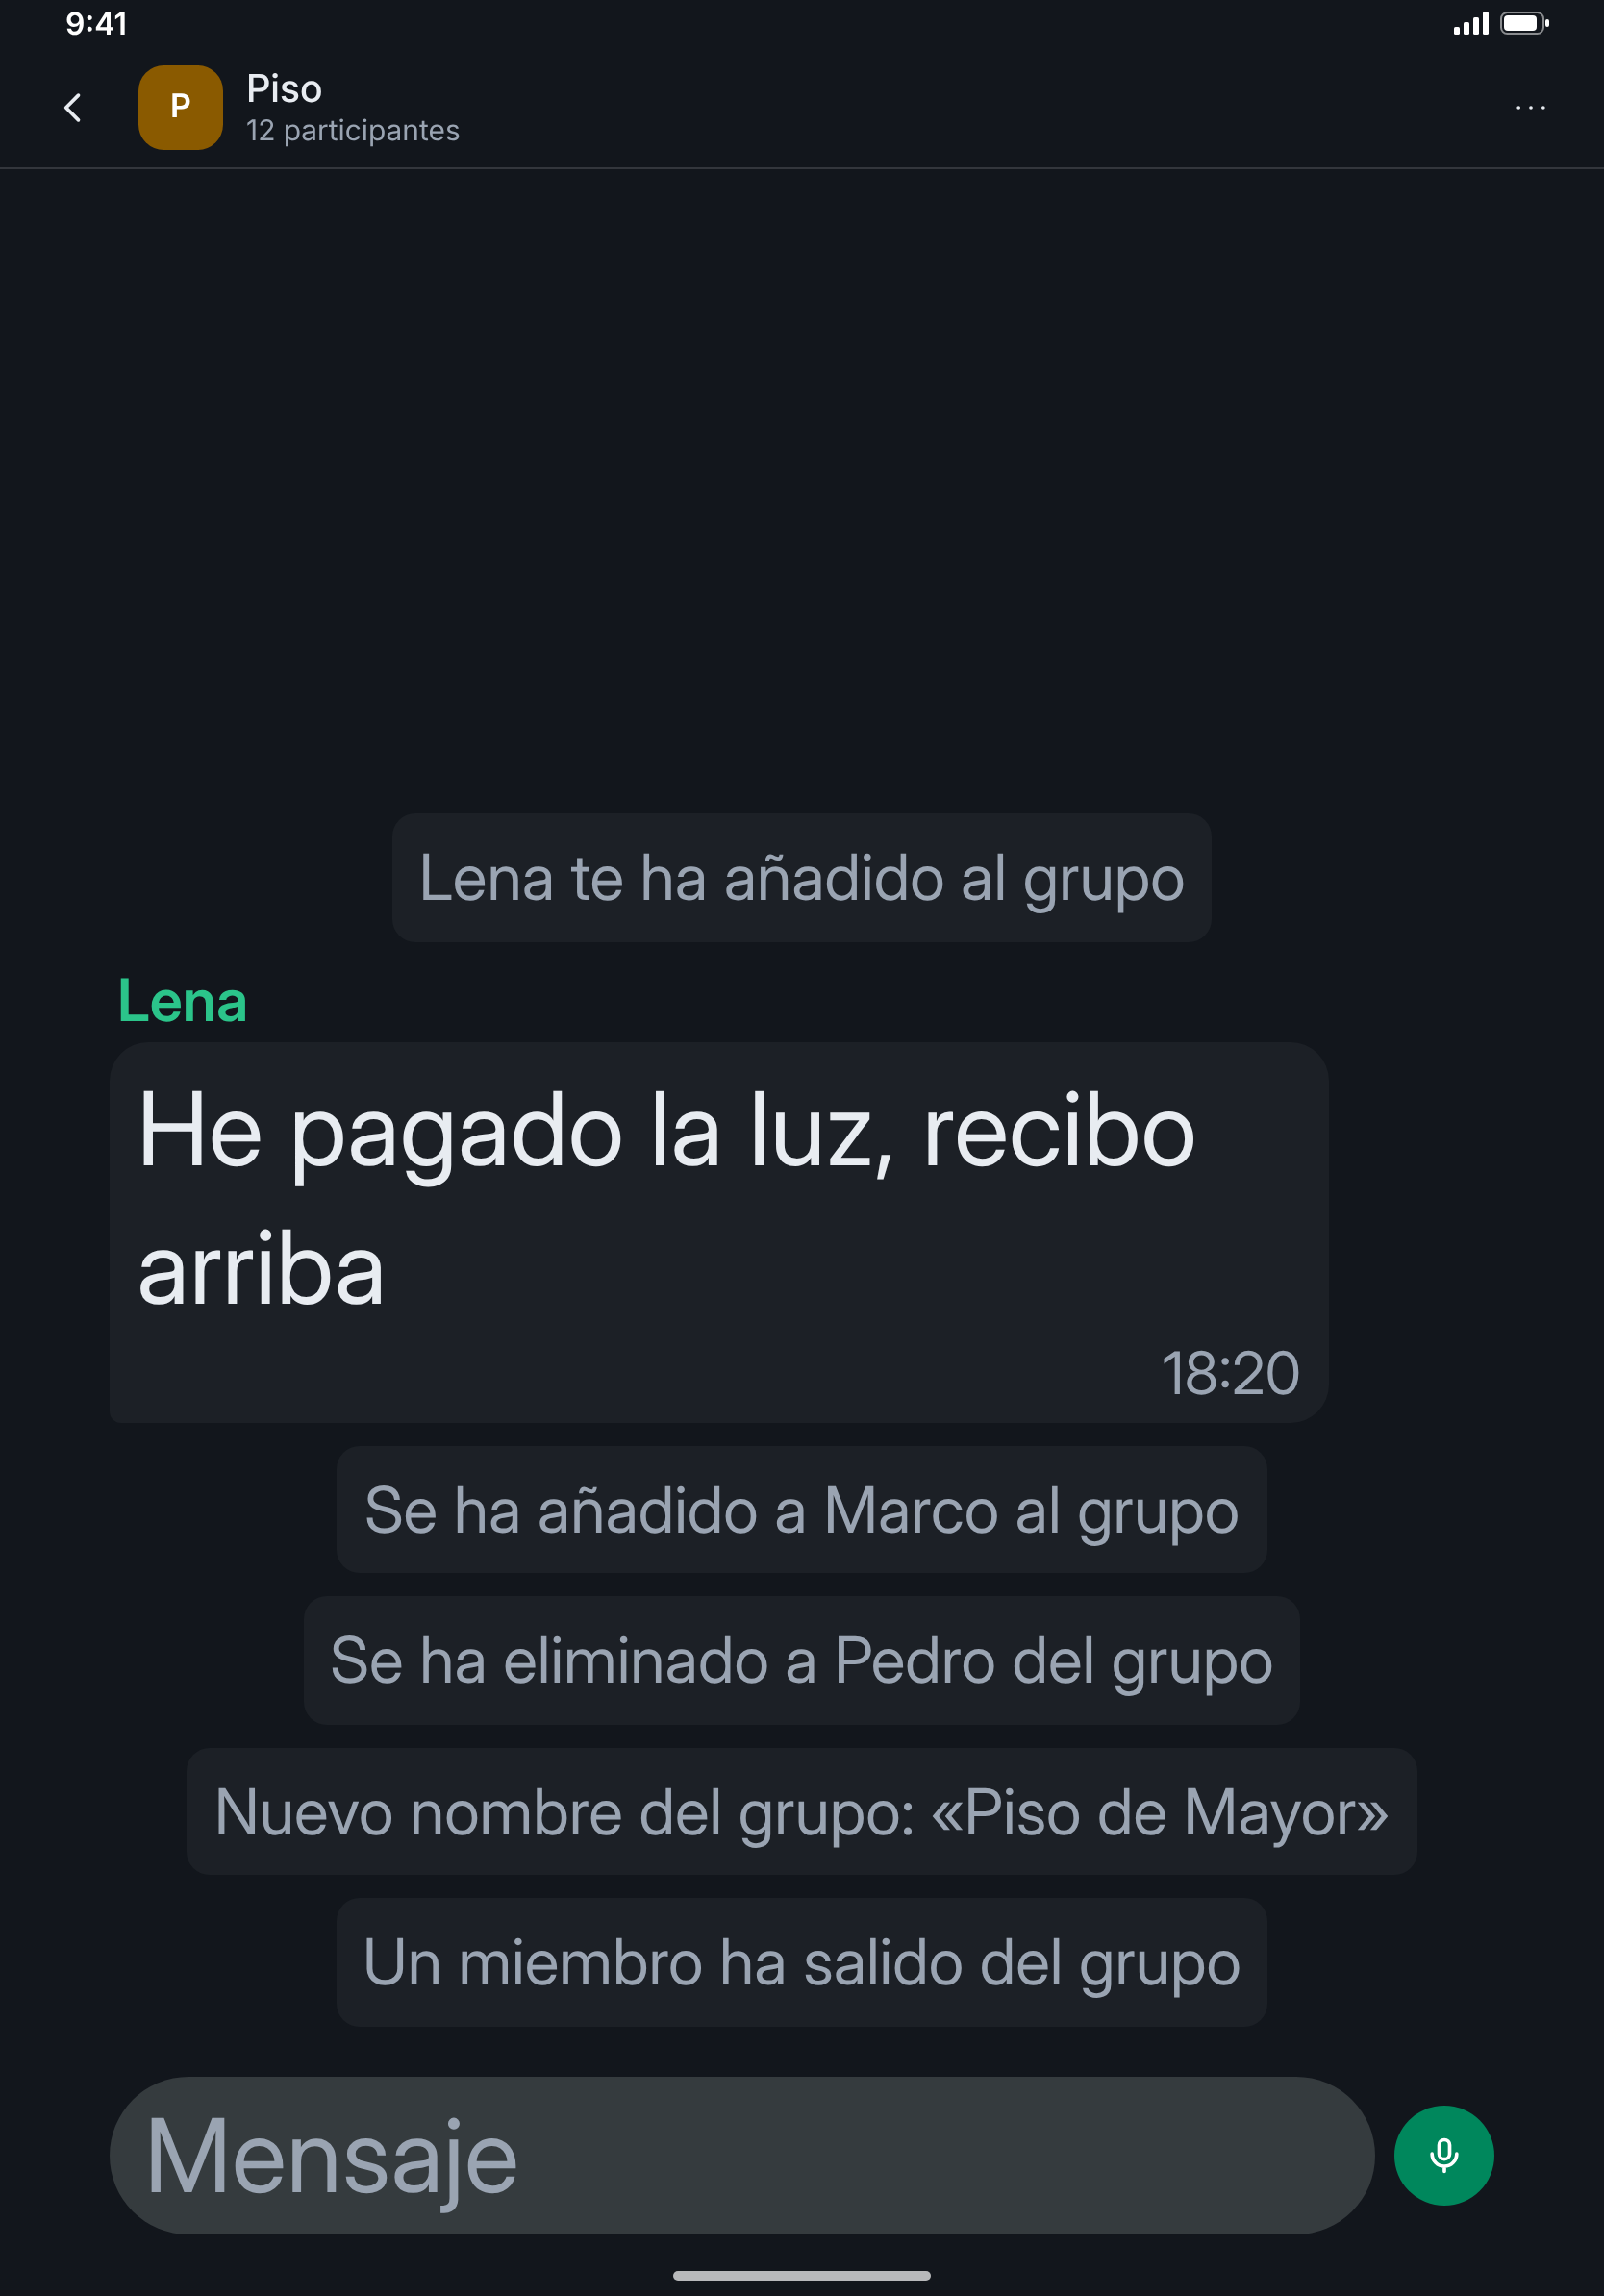 9:41
P
Piso
12 participantes
Lena te ha añadido al grupo
Lena
He pagado la luz, recibo
arriba
18:20
Se ha añadido a Marco al grupo
Se ha eliminado a Pedro del grupo
Nuevo nombre del grupo: «Piso de Mayor»
Un miembro ha salido del grupo
Mensaje